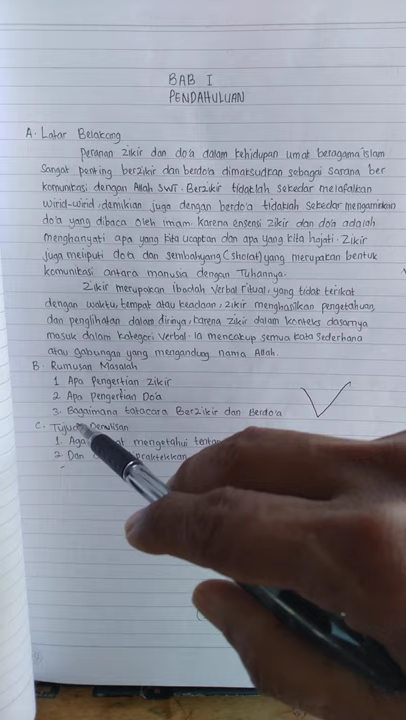 BAB I
PENDAHULUAN
A. Latar Belakang
Peranan zikir dan do'a dalam kehidupan umat beragama islam
Sangat penting berzikir dan berdo'a dimaksudkan sebagai sarana ber
komunikasi dengan Allah SWT. Berzikir tidaklah sekedar melafalkan
Wirid-wirid, demikian juga dengan berdo'a tidaklah sekedar mengaminkan
do'a yang dibaca oleh imam. Karena ensensi zikir dan do'a adalah
menghayati apa yang kita ucapkan dan apa yang kita hajati. Zikir
juga meliputi do'a dan sembahyang (sholat) yang merupakan bentuk
komunikasi antara manusia dengan Tuhannya.
Zikir merupakan Ibadah Verbal Ritual, yang tidak terikat
dengan waktu, tempat atau keadaan, zikir menghasilkan pengetahuan,
dan penglihatan dalam dirinya, karena zikir dalam konteks dasarnya
masuk dalam kategori Verbal. Ia mencakup semua kata sederhana
atau gabungan yang mengandung nama Allah.
B. Rumusan Masalah
1 Apa Pengertian zikir
2. Apa Pengertian Do'a
3. Bagaimana tatacara Berzikir dan Berdo'a
C. Tujuan Penulisan
1. mengetahui
2 Dan